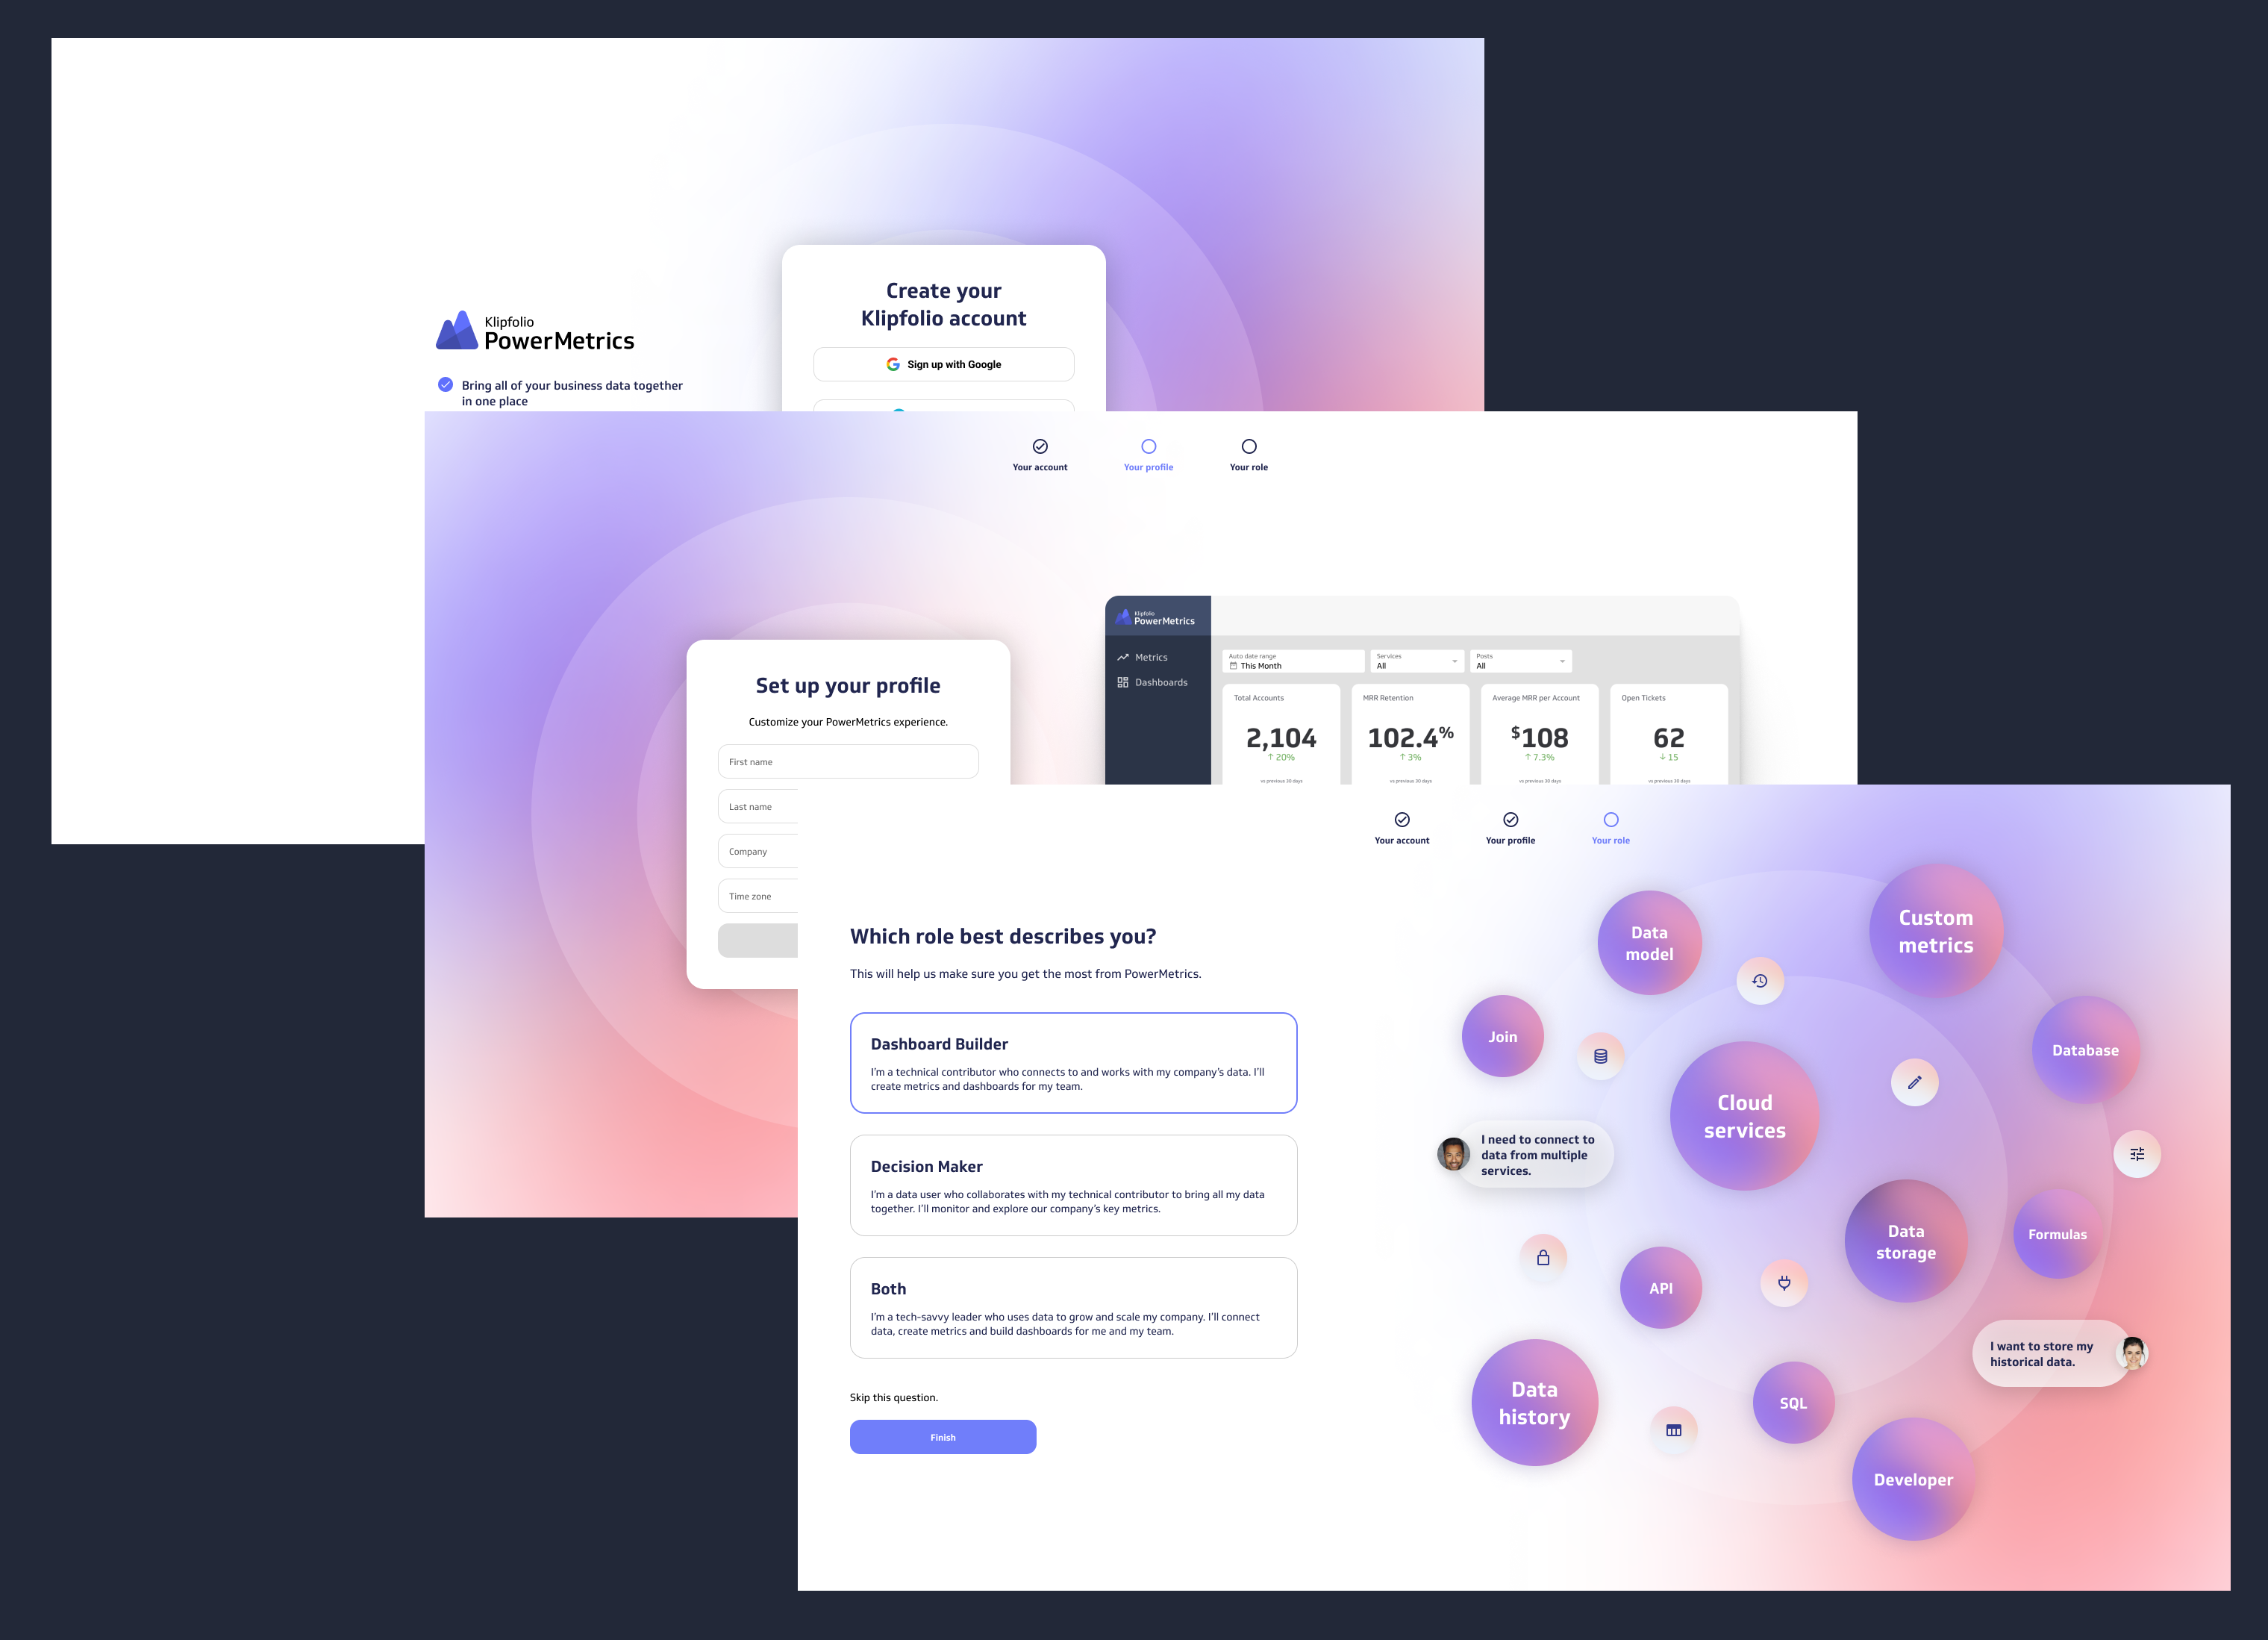 Create your
Klipfolio account
Sign up with Google
Klipfolio
PowerMetrics
Bring all of your business data together
in one place
Your account
Your profile
Your role
Set up your profile
Customize your PowerMetrics experience.
First name
Last name
Company
Time zone
Klipfolio
PowerMetrics
Metrics
Dashboards
Auto date range
This Month
Services
All
Posts
All
Total Accounts
2,104
↑ 20%
vs previous 30 days
MRR Retention
102.4%
↑ 3%
vs previous 30 days
Average MRR per Account
$108
↑ 7.3%
vs previous 30 days
Open Tickets
62
↓ 15
vs previous 30 days
Your account
Your profile
Your role
Which role best describes you?
This will help us make sure you get the most from PowerMetrics.
Dashboard Builder
I’m a technical contributor who connects to and works with my company’s data. I’ll
create metrics and dashboards for my team.
Decision Maker
I’m a data user who collaborates with my technical contributor to bring all my data
together. I’ll monitor and explore our company’s key metrics.
Both
I’m a tech-savvy leader who uses data to grow and scale my company. I’ll connect
data, create metrics and build dashboards for me and my team.
Skip this question.
Finish
Custom
metrics
Data
model
Join
Database
Cloud
services
I need to connect to
data from multiple
services.
Data
storage
Formulas
API
I want to store my
historical data.
Data
history
SQL
Developer